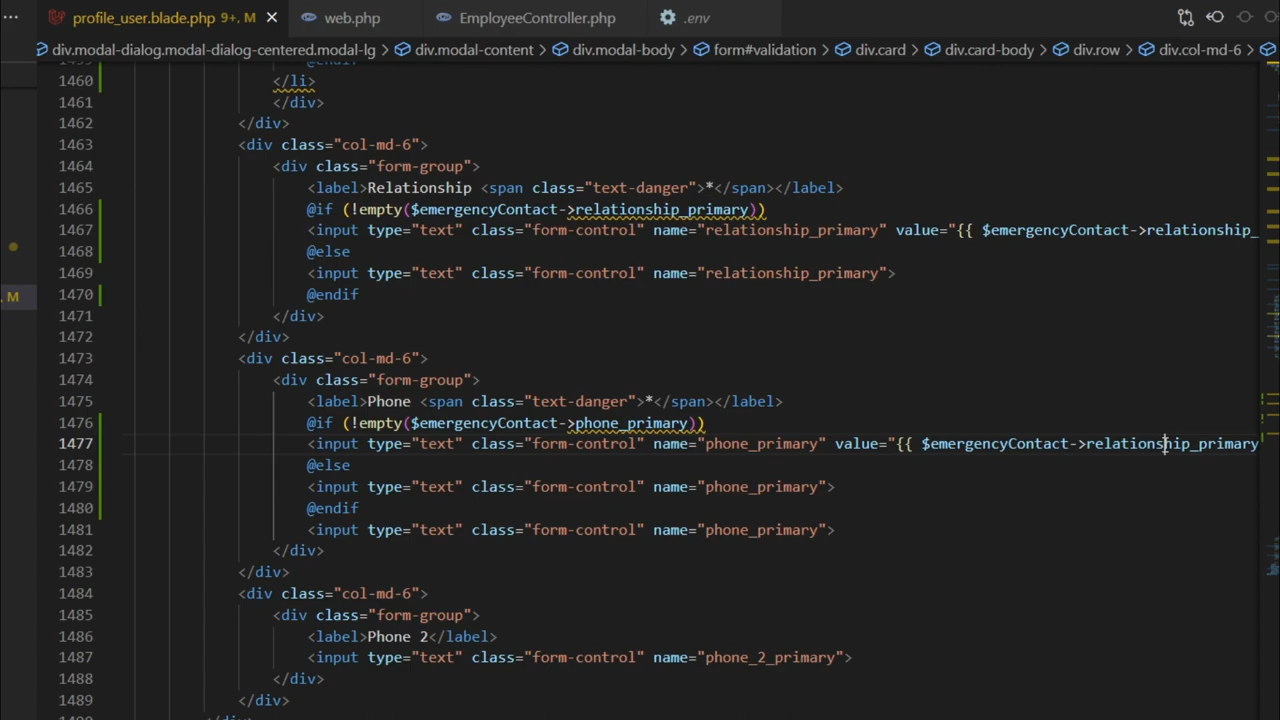 ··· profile_user.blade.php 9+, M × web.php EmployeeController.php .env
div.modal-dialog.modal-dialog-centered.modal-lg > div.modal-content > div.modal-body > form#validation > div.card > div.card-body > div.row > div.col-md-6 >
1460 </li>
1461 </div>
1462 </div>
1463 <div class="col-md-6">
1464 <div class="form-group">
1465 <label>Relationship <span class="text-danger">*</span></label>
1466 @if (!empty($emergencyContact->relationship_primary))
1467 <input type="text" class="form-control" name="relationship_primary" value="{{ $emergencyContact->relationship_
1468 @else
1469 <input type="text" class="form-control" name="relationship_primary">
. M 1470 @endif
1471 </div>
1472 </div>
1473 <div class="col-md-6">
1474 <div class="form-group">
1475 <label>Phone <span class="text-danger">*</span></label>
1476 @if (!empty($emergencyContact->phone_primary))
1477 <input type="text" class="form-control" name="phone_primary" value="{{ $emergencyContact->relationship_primary
1478 @else
1479 <input type="text" class="form-control" name="phone_primary">
1480 @endif
1481 <input type="text" class="form-control" name="phone_primary">
1482 </div>
1483 </div>
1484 <div class="col-md-6">
1485 <div class="form-group">
1486 <label>Phone 2</label>
1487 <input type="text" class="form-control" name="phone_2_primary">
1488 </div>
1489 </div>